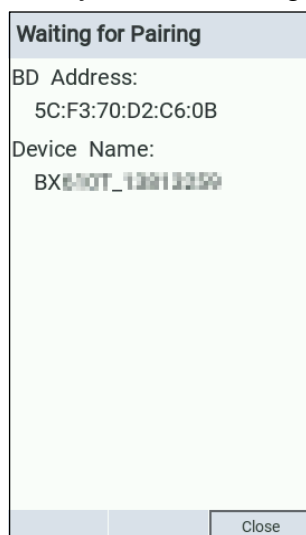 Waiting for Pairing
BD Address:
5C:F3:70:D2:C6:0B
Device Name:
Close